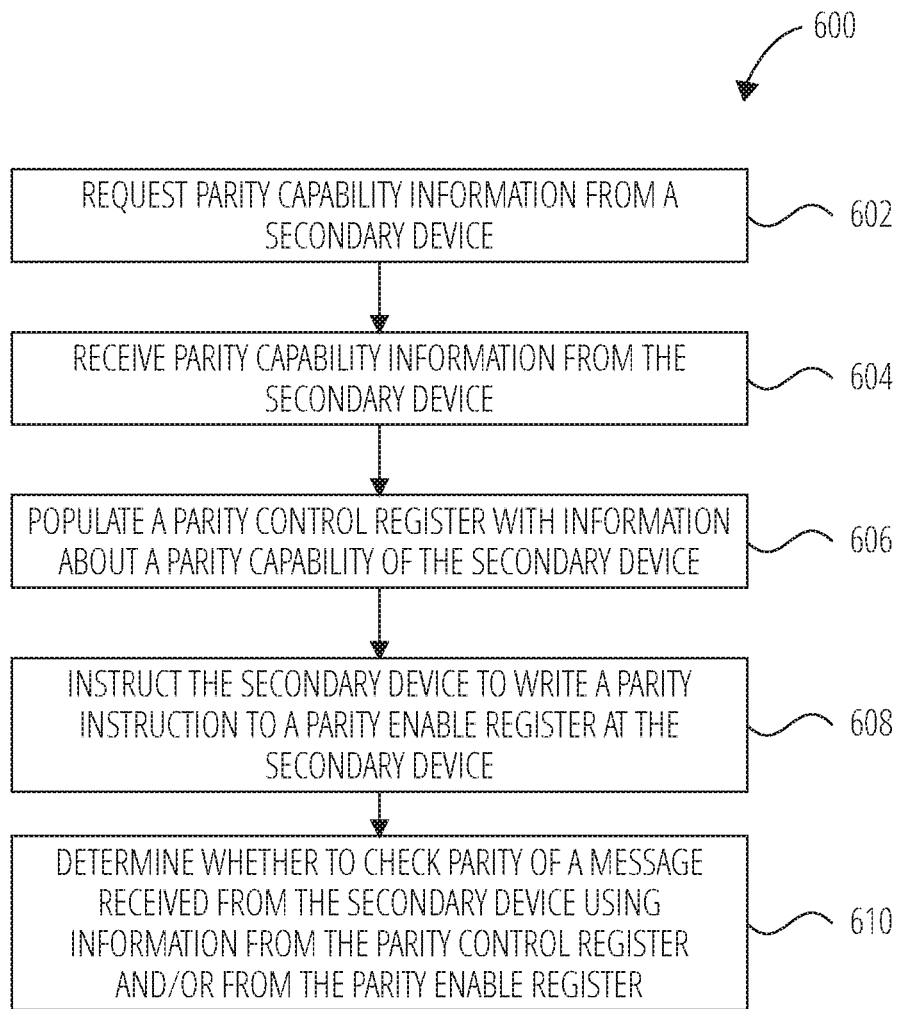 600
REQUEST PARITY CAPABILITY INFORMATION FROM A
SECONDARY DEVICE
602
RECEIVE PARITY CAPABILITY INFORMATION FROM THE
SECONDARY DEVICE
604
POPULATE A PARITY CONTROL REGISTER WITH INFORMATION
ABOUT A PARITY CAPABILITY OF THE SECONDARY DEVICE
606
INSTRUCT THE SECONDARY DEVICE TO WRITE A PARITY
INSTRUCTION TO A PARITY ENABLE REGISTER AT THE
SECONDARY DEVICE
608
DETERMINE WHETHER TO CHECK PARITY OF A MESSAGE
RECEIVED FROM THE SECONDARY DEVICE USING
INFORMATION FROM THE PARITY CONTROL REGISTER
AND/OR FROM THE PARITY ENABLE REGISTER
610